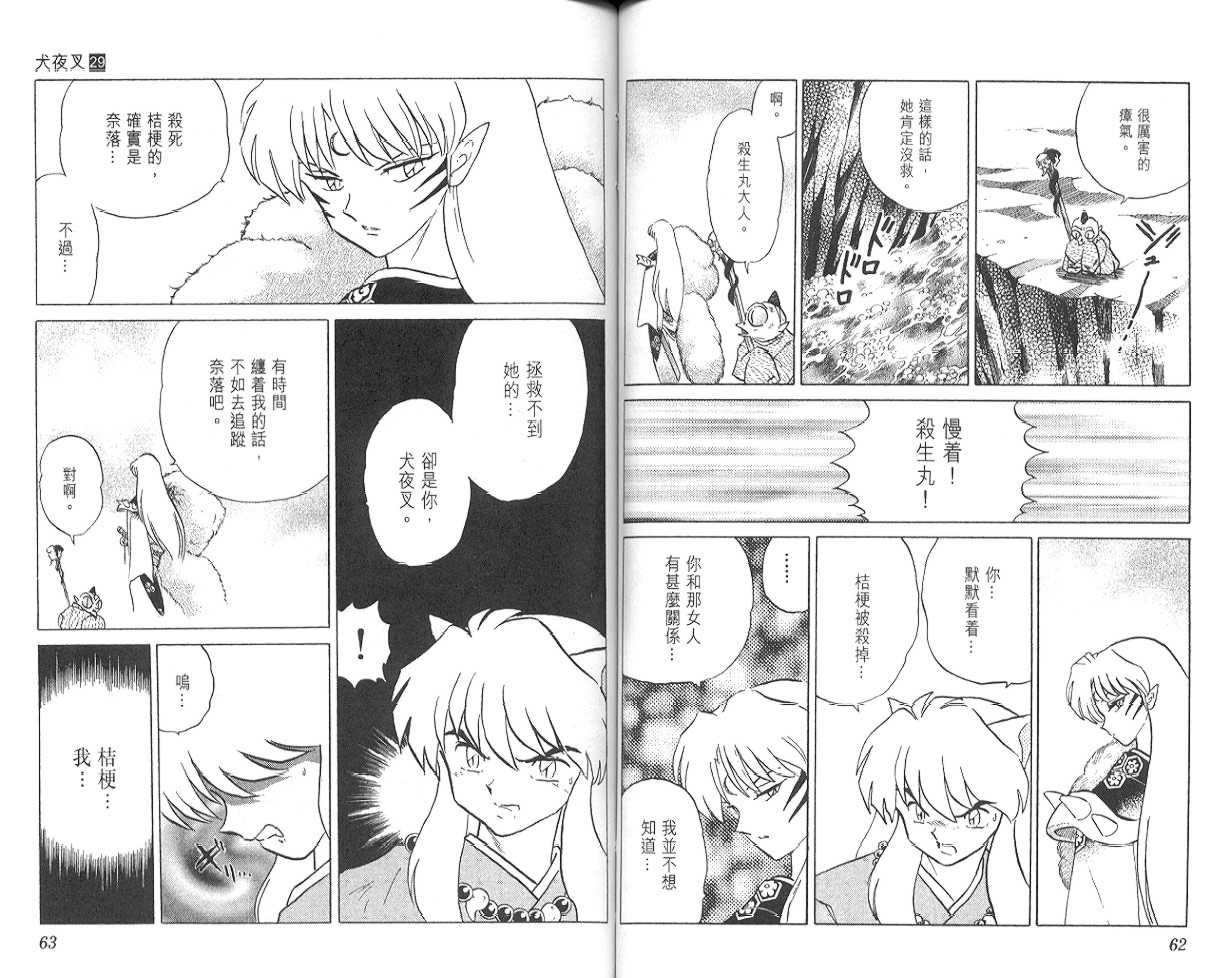 犬夜叉 29
很厲害的
瘴氣。
這樣的話，
她肯定沒救。
ドドロロ
啊。
殺生丸大人。
慢着！
殺生丸！
你…
默默看着…
桔梗被殺掉…
……
你和那女人
有甚麼關係…
我並不想
知道…
62
殺死
桔梗的，
確實是
奈落…
不過…
拯救不到
她的…
卻是你，
犬夜叉。
！
有時間
纏着我的話，
不如去追蹤
奈落吧。
對啊。
嗚…
ギリ
桔梗…
我…
63